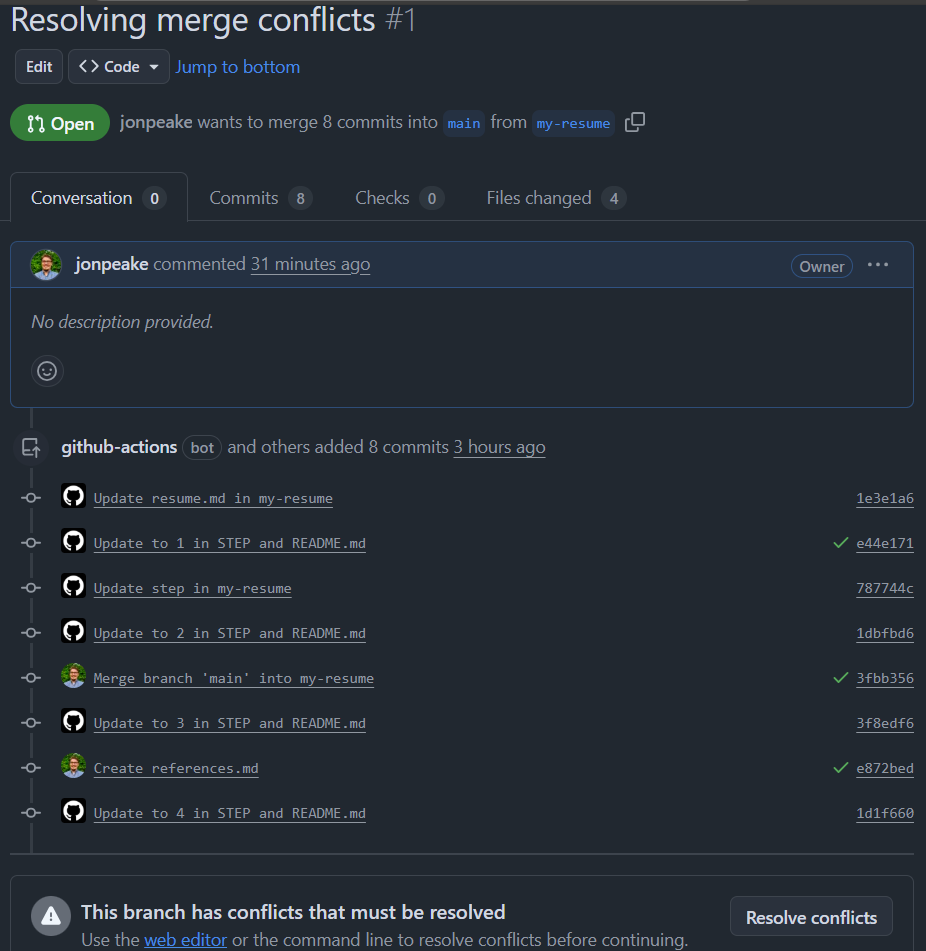 Resolving merge conflicts #1
Edit <> Code Jump to bottom
Open jonpeake wants to merge 8 commits into main from my-resume
Conversation 0 Commits 8 Checks 0 Files changed 4
jonpeake commented 31 minutes ago Owner ...
No description provided.
github-actions bot and others added 8 commits 3 hours ago
Update resume.md in my-resume 1e3e1a6
Update to 1 in STEP and README.md e44e171
Update step in my-resume 787744c
Update to 2 in STEP and README.md 1dbfbd6
Merge branch 'main' into my-resume 3fbb356
Update to 3 in STEP and README.md 3f8edf6
Create references.md e872bed
Update to 4 in STEP and README.md 1d1f660
This branch has conflicts that must be resolved Resolve conflicts
Use the web editor or the command line to resolve conflicts before continuing.